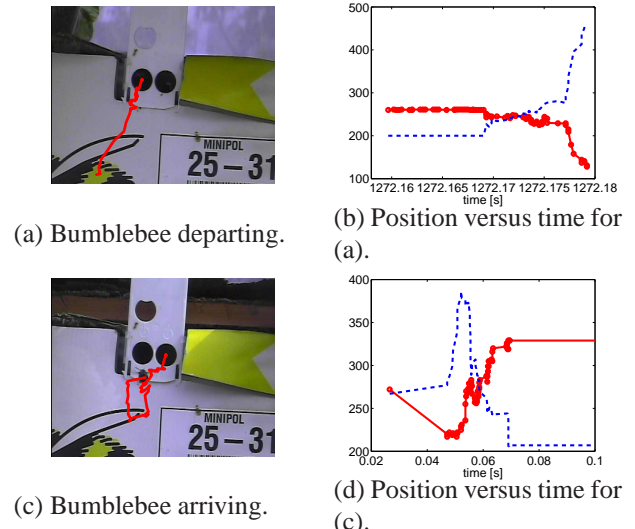 MINIPOL
25-31
500
400
300
200
100
1272.16 1272.165 1272.17 1272.175 1272.18
time [s]
(a) Bumblebee departing.
(b) Position versus time for
(a).
MINIPOL
25-31
400
350
300
250
200
0.02 0.04 0.06 0.08 0.1
time [s]
(c) Bumblebee arriving.
(d) Position versus time for
(c).